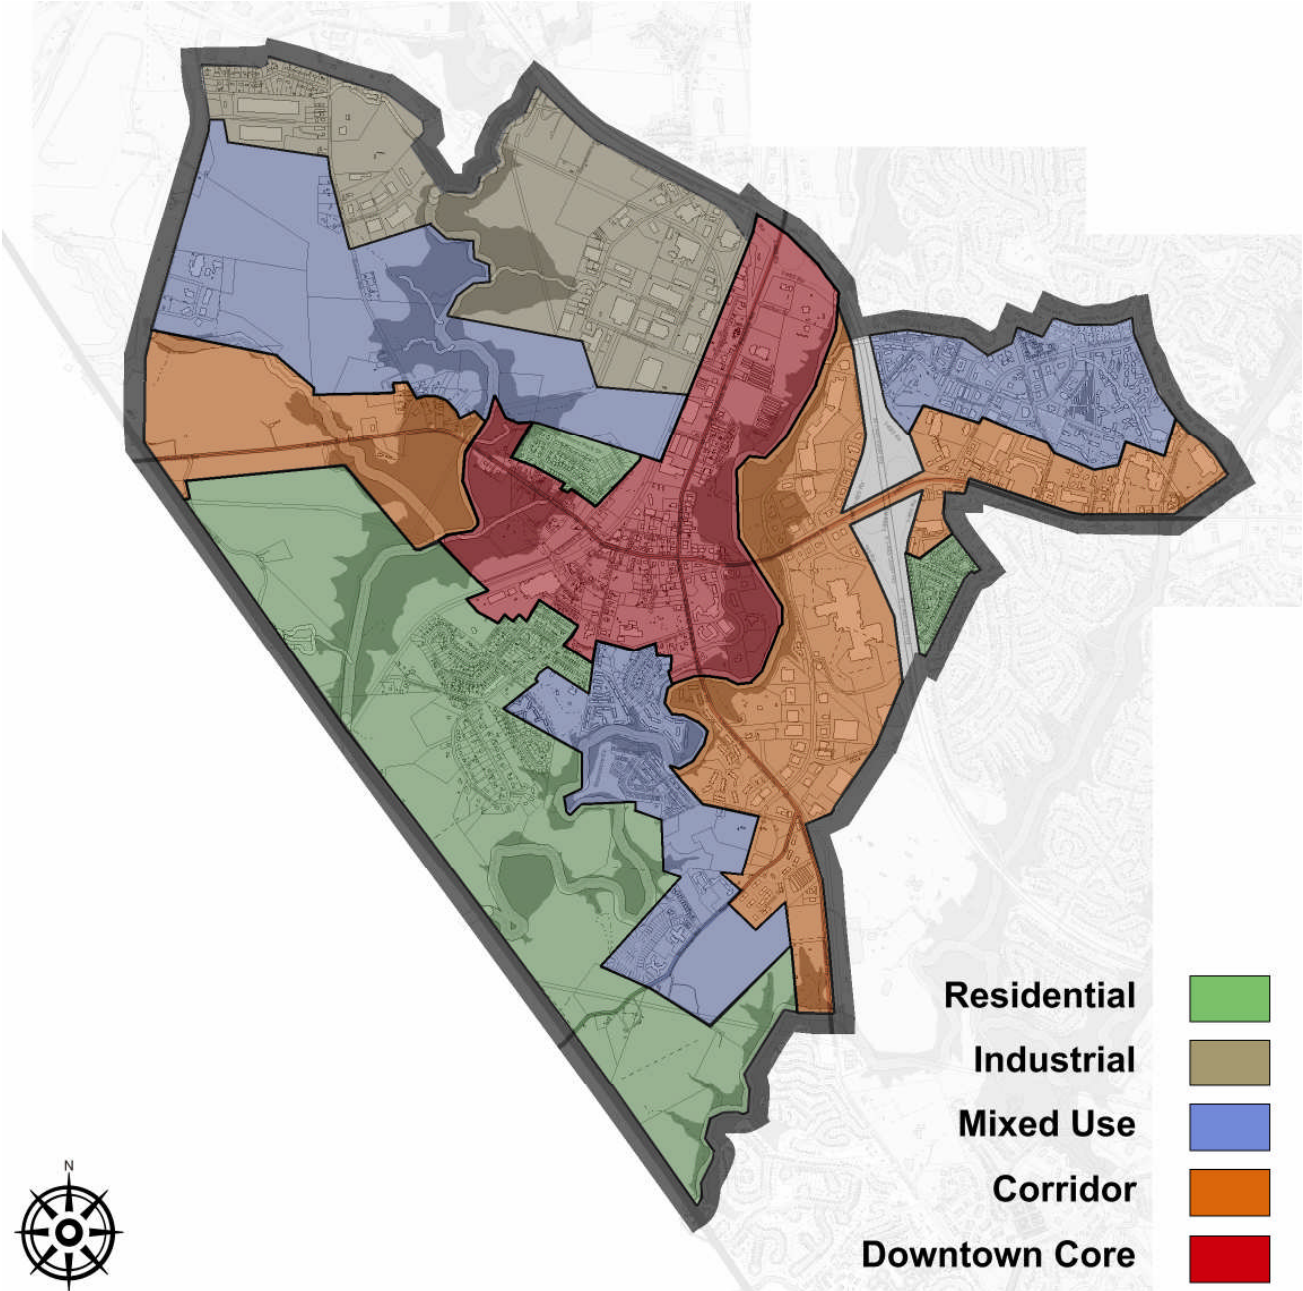 N
Residential
Industrial
Mixed Use
Corridor
Downtown Core